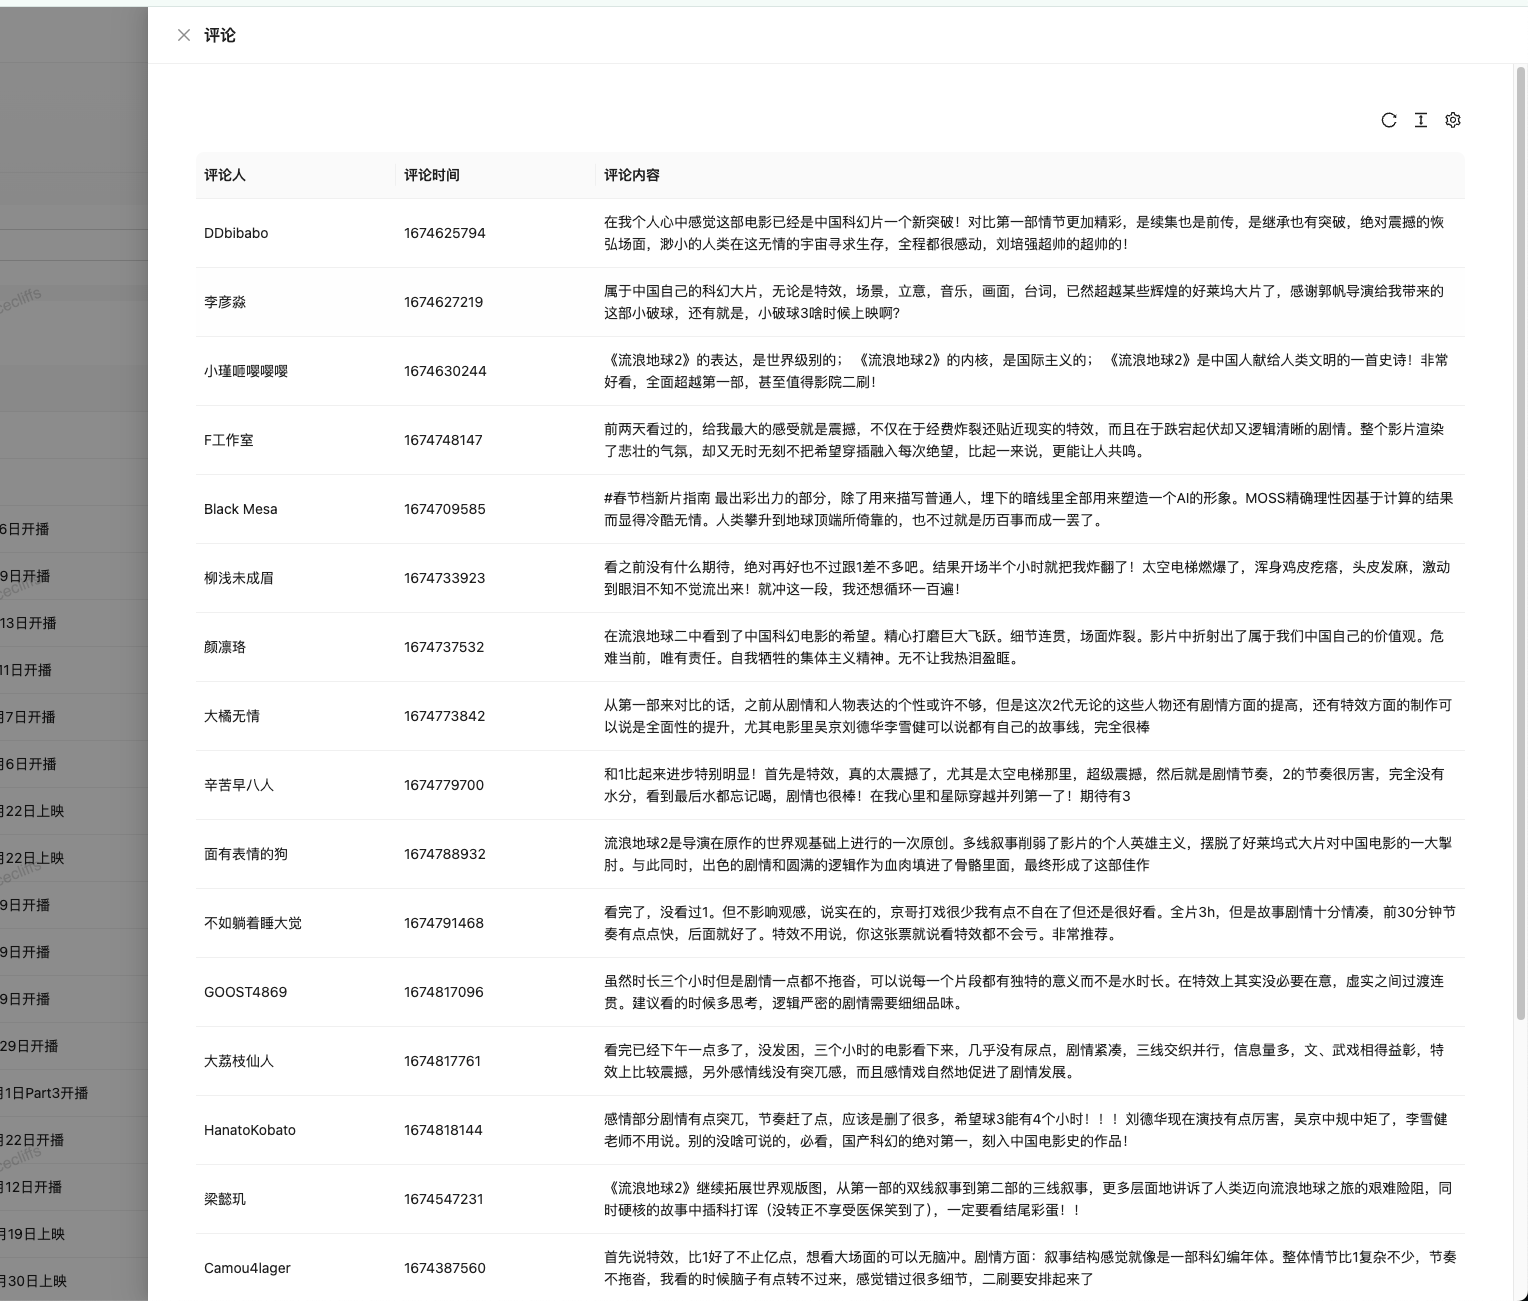 评论
评论人 评论时间 评论内容
DDbibabo 1674625794 在我个人心中感觉这部电影已经是中国科幻片一个新突破！对比第一部情节更加精彩，是续集也是前传，是继承也有突破，绝对震撼的恢
弘场面，渺小的人类在这无情的宇宙寻求生存，全程都很感动，刘培强超帅的超帅的！
李彦淼 1674627219 属于中国自己的科幻大片，无论是特效，场景，立意，音乐，画面，台词，已然超越某些辉煌的好莱坞大片了，感谢郭帆导演给我带来的
这部小破球，还有就是，小破球3啥时候上映啊？
小瑾咂嘤嘤嘤 1674630244 《流浪地球2》的表达，是世界级别的； 《流浪地球2》的内核，是国际主义的； 《流浪地球2》是中国人献给人类文明的一首史诗！非常
好看，全面超越第一部，甚至值得影院二刷！
F工作室 1674748147 前两天看过的，给我最大的感受就是震撼，不仅在于经费炸裂还贴近现实的特效，而且在于跌宕起伏却又逻辑清晰的剧情。整个影片渲染
了悲壮的气氛，却又无时无刻不把希望穿插融入每次绝望，比起一来说，更能让人共鸣。
Black Mesa 1674709585 #春节档新片指南 最出彩出力的部分，除了用来描写普通人，埋下的暗线里全部用来塑造一个AI的形象。MOSS精确理性因基于计算的结果
而显得冷酷无情。人类攀升到地球顶端所倚靠的，也不过就是历百事而成一罢了。
柳浅未成眉 1674733923 看之前没有什么期待，绝对再好也不过跟1差不多吧。结果开场半个小时就把我炸翻了！太空电梯燃爆了，浑身鸡皮疙瘩，头皮发麻，激动
到眼泪不知不觉流出来！就冲这一段，我还想循环一百遍！
颜凛珞 1674737532 在流浪地球二中看到了中国科幻电影的希望。精心打磨巨大飞跃。细节连贯，场面炸裂。影片中折射出了属于我们中国自己的价值观。危
难当前，唯有责任。自我牺牲的集体主义精神。无不让我热泪盈眶。
大橘无情 1674773842 从第一部来对比的话，之前从剧情和人物表达的个性或许不够，但是这次2代无论的这些人物还有剧情方面的提高，还有特效方面的制作可
以说是全面性的提升，尤其电影里吴京刘德华李雪健可以说都有自己的故事线，完全很棒
辛苦早八人 1674779700 和1比起来进步特别明显！首先是特效，真的太震撼了，尤其是太空电梯那里，超级震撼，然后就是剧情节奏，2的节奏很厉害，完全没有
水分，看到最后水都忘记喝，剧情也很棒！在我心里和星际穿越并列第一了！期待有3
面有表情的狗 1674788932 流浪地球2是导演在原作的世界观基础上进行的一次原创。多线叙事削弱了影片的个人英雄主义，摆脱了好莱坞式大片对中国电影的一大掣
肘。与此同时，出色的剧情和圆满的逻辑作为血肉填进了骨骼里面，最终形成了这部佳作
不如躺着睡大觉 1674791468 看完了，没看过1。但不影响观感，说实在的，京哥打戏很少我有点不自在了但还是很好看。全片3h，但是故事剧情十分情凑，前30分钟节
奏有点点快，后面就好了。特效不用说，你这张票就说看特效都不会亏。非常推荐。
GOOST4869 1674817096 虽然时长三个小时但是剧情一点都不拖沓，可以说每一个片段都有独特的意义而不是水时长。在特效上其实没必要在意，虚实之间过渡连
贯。建议看的时候多思考，逻辑严密的剧情需要细细品味。
大荔枝仙人 1674817761 看完已经下午一点多了，没发困，三个小时的电影看下来，几乎没有尿点，剧情紧凑，三线交织并行，信息量多，文、武戏相得益彰，特
效上比较震撼，另外感情线没有突兀感，而且感情戏自然地促进了剧情发展。
HanatoKobato 1674818144 感情部分剧情有点突兀，节奏赶了点，应该是删了很多，希望球3能有4个小时！！！刘德华现在演技有点厉害，吴京中规中矩了，李雪健
老师不用说。别的没啥可说的，必看，国产科幻的绝对第一，刻入中国电影史的作品！
梁懿玑 1674547231 《流浪地球2》继续拓展世界观版图，从第一部的双线叙事到第二部的三线叙事，更多层面地讲诉了人类迈向流浪地球之旅的艰难险阻，同
时硬核的故事中插科打诨（没转正不享受医保笑到了），一定要看结尾彩蛋！！
Camou4lager 1674387560 首先说特效，比1好了不止亿点，想看大场面的可以无脑冲。剧情方面：叙事结构感觉就像是一部科幻编年体。整体情节比1复杂不少，节奏
不拖沓，我看的时候脑子有点转不过来，感觉错过很多细节，二刷要安排起来了
6日开播
9日开播
13日开播
11日开播
月7日开播
月6日开播
月22日上映
月22日上映
9日开播
9日开播
9日开播
29日开播
月1日Part3开播
月22日开播
月12日开播
月19日上映
月30日上映